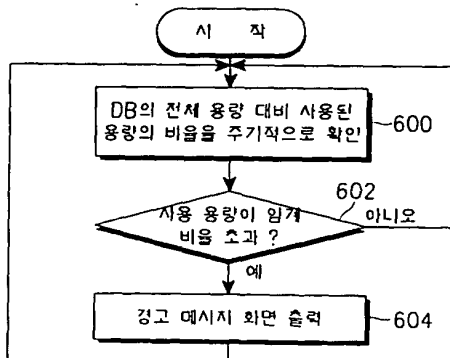 시 작
DB의 전체 용량 대비 사용된
용량의 비율을 주기적으로 확인
600
602
사용 용량이 임계
비율 초과 ?
아니오
예
경고 메시지 화면 출력
604